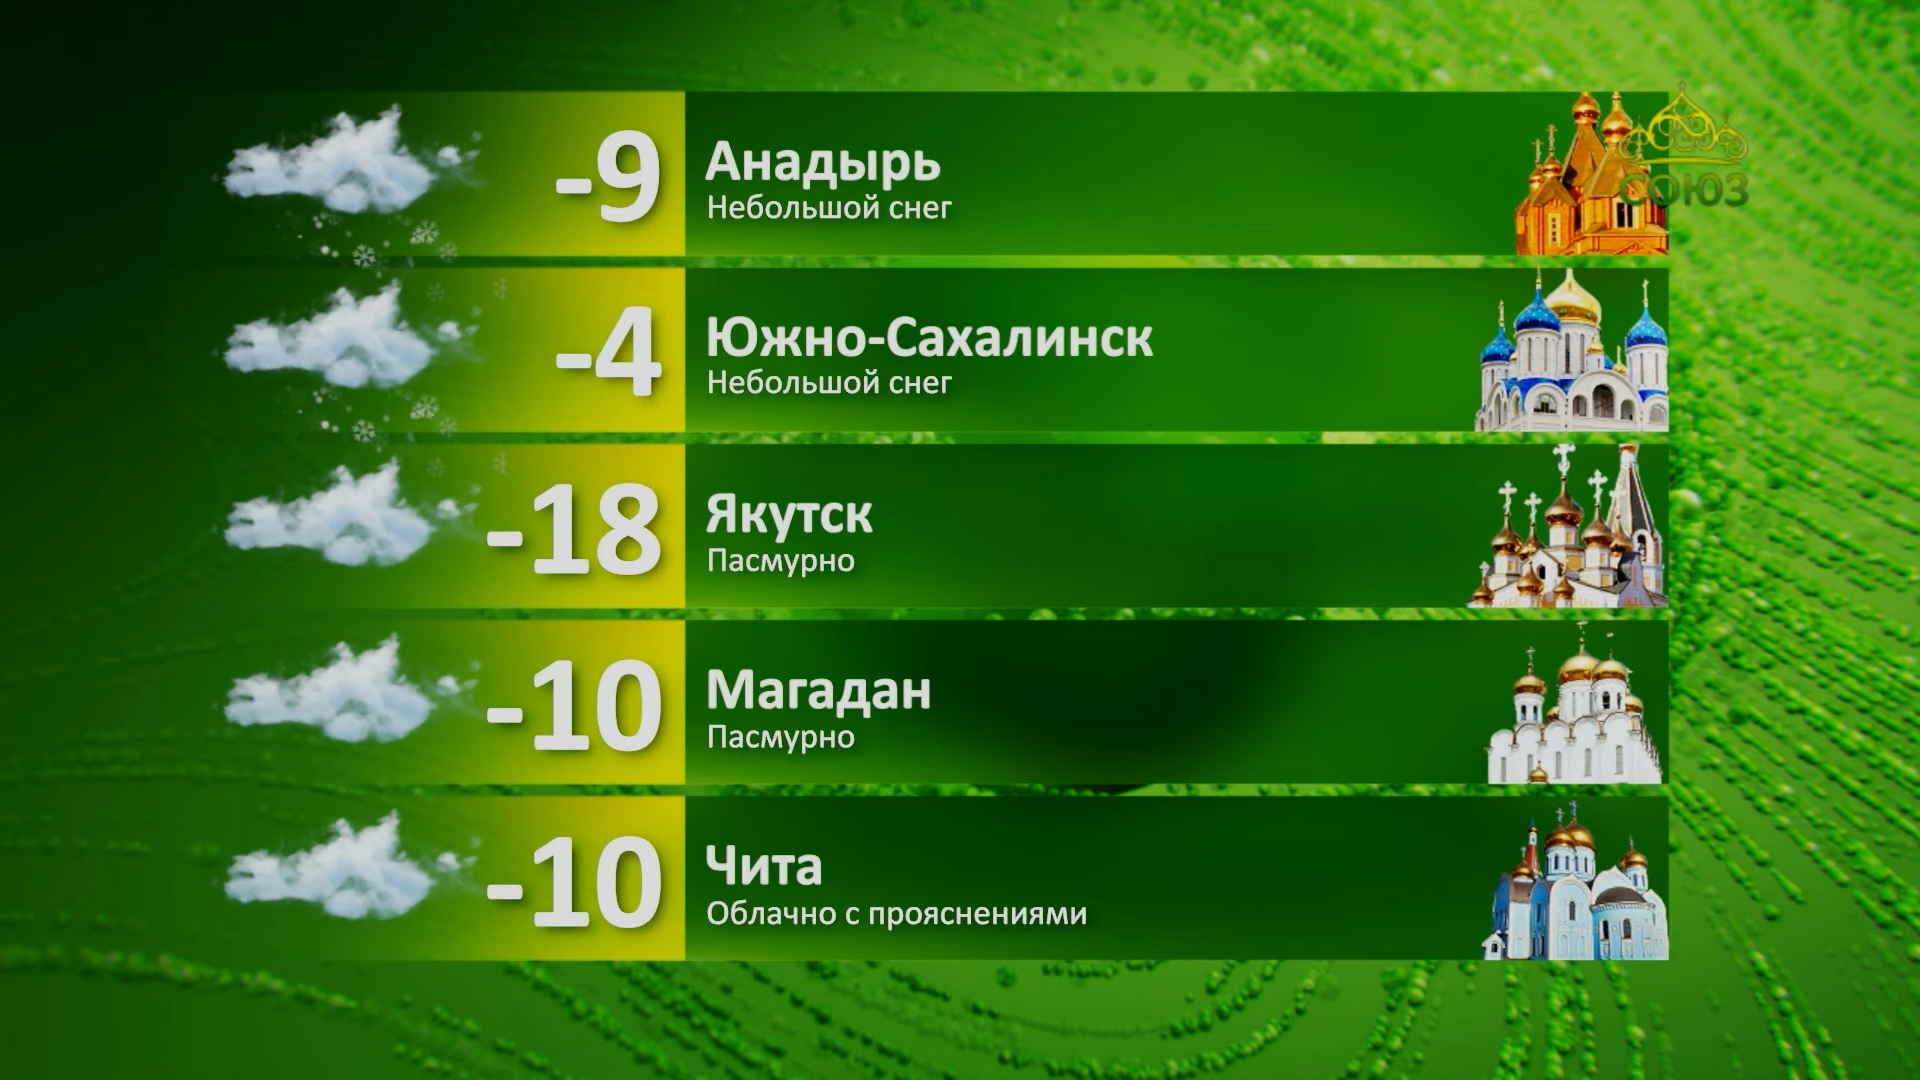 -9
Анадырь
Небольшой снег
СОЮЗ
-4
Южно-Сахалинск
Небольшой снег
-18
Якутск
Пасмурно
-10
Магадан
Пасмурно
-10
Чита
Облачно с прояснениями